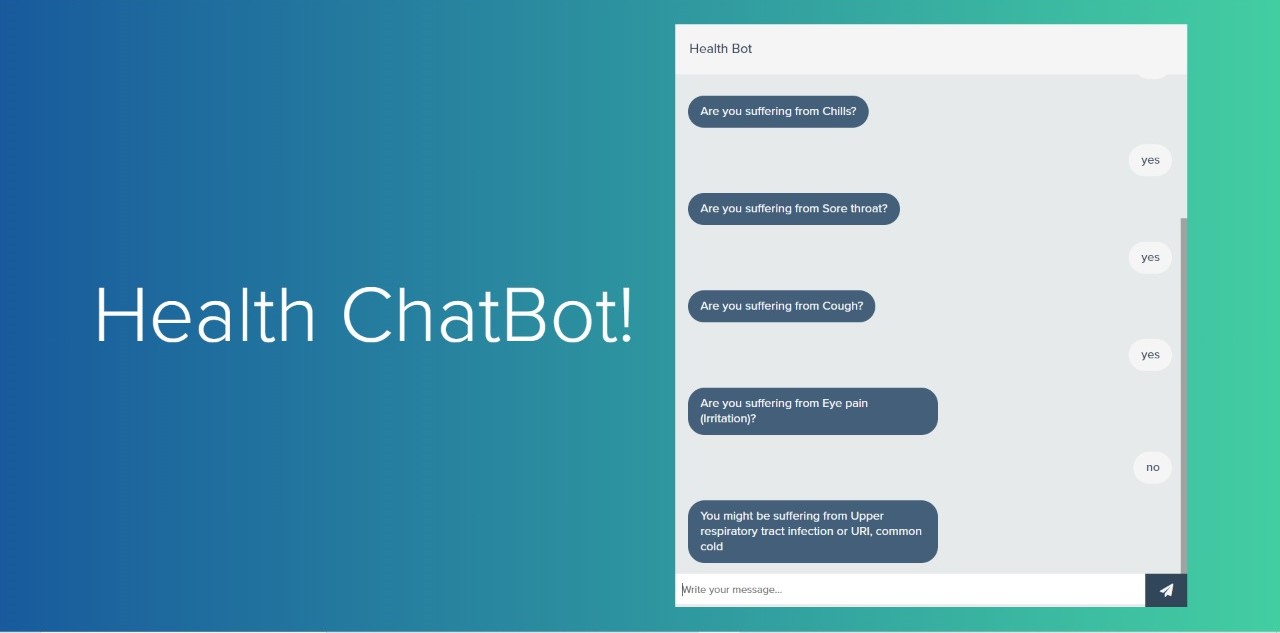 Health ChatBot!
Health Bot
Are you suffering from Chills?
yes
Are you suffering from Sore throat?
yes
Are you suffering from Cough?
yes
Are you suffering from Eye pain
(Irritation)?
no
You might be suffering from Upper
respiratory tract infection or URI, common
cold
Write your message...